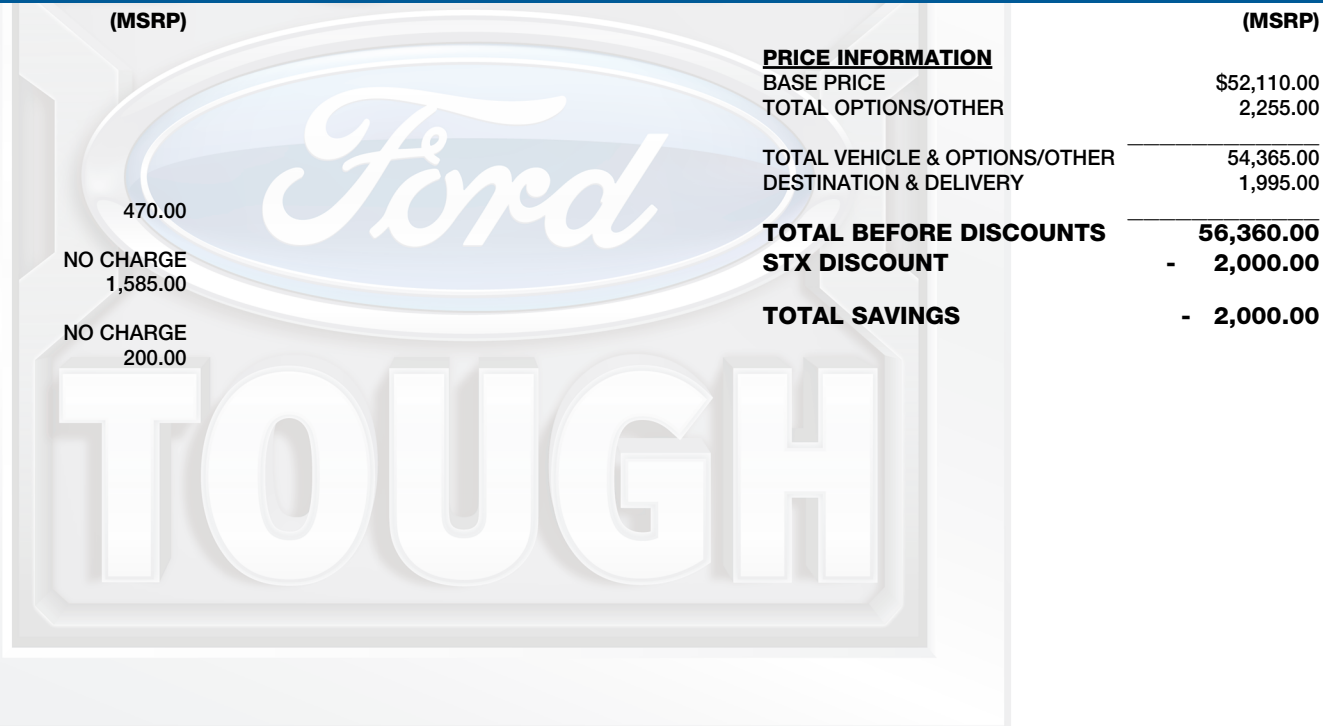 (MSRP)
470.00
NO CHARGE
1,585.00
NO CHARGE
200.00
(MSRP)
PRICE INFORMATION
BASE PRICE $52,110.00
TOTAL OPTIONS/OTHER 2,255.00
TOTAL VEHICLE & OPTIONS/OTHER 54,365.00
DESTINATION & DELIVERY 1,995.00
TOTAL BEFORE DISCOUNTS 56,360.00
STX DISCOUNT - 2,000.00
TOTAL SAVINGS - 2,000.00
Ford
TOUGH